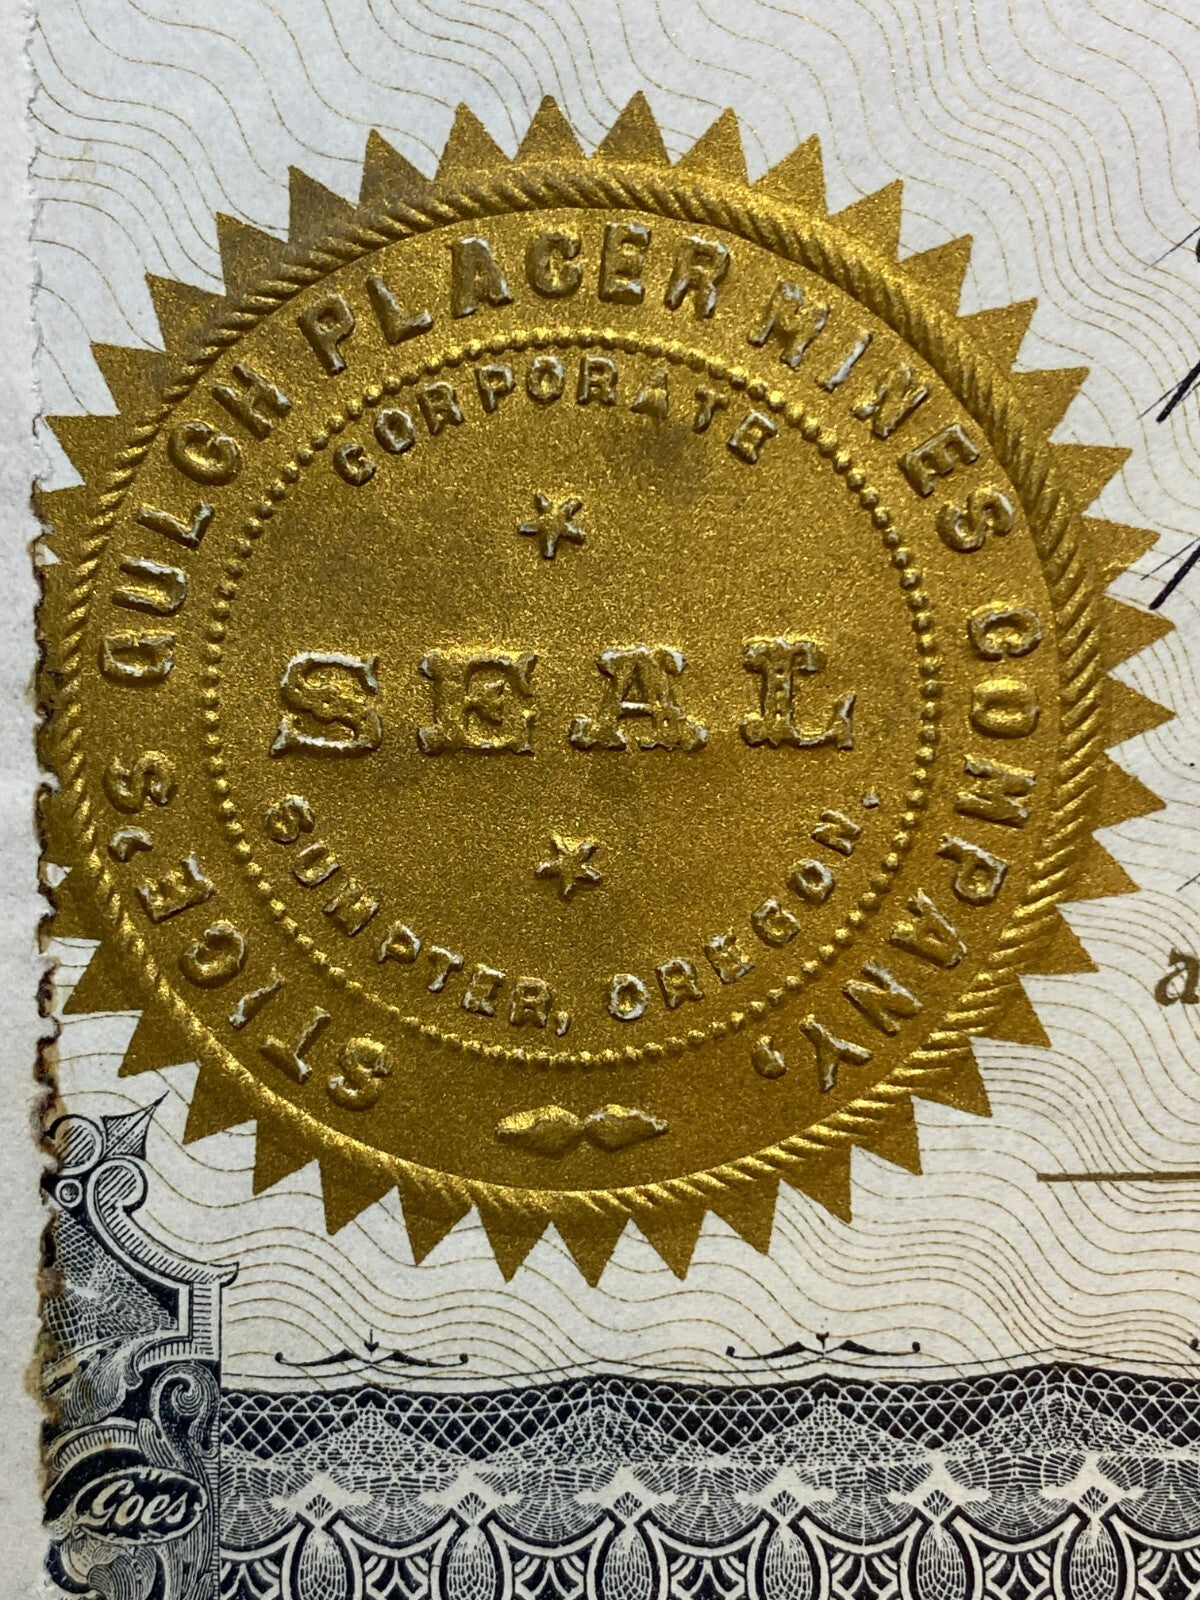 STICE'S GULCH PLACER MINES COMPANY,
CORPORATE
SEAL
SUMPTER, OREGON.
a
Goes